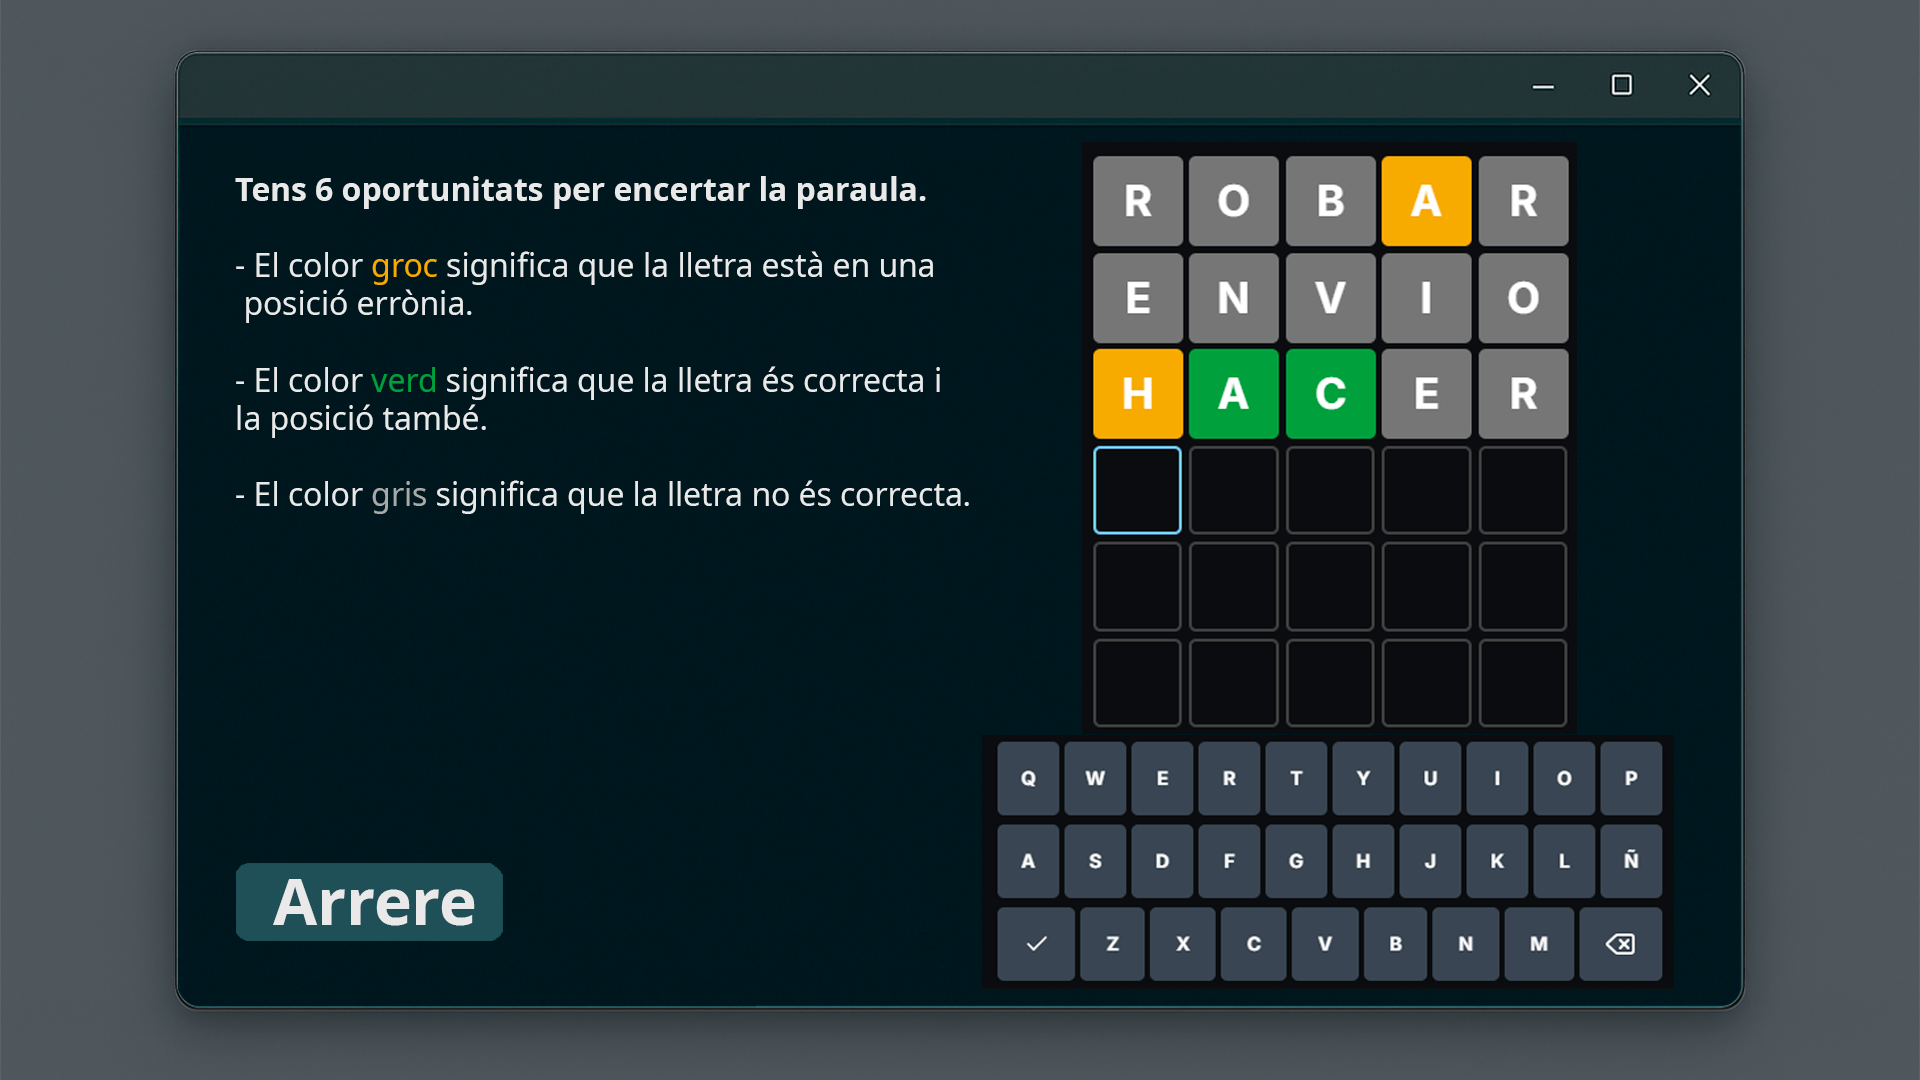 Tens 6 oportunitats per encertar la paraula.
- El color groc significa que la lletra està en una
posició errònia.
- El color verd significa que la lletra és correcta i
la posició també.
- El color gris significa que la lletra no és correcta.
Arrere
R O B A R
E N V I O
H A C E R
Q W E R T Y U I O P
A S D F G H J K L Ñ
Z X C V B N M